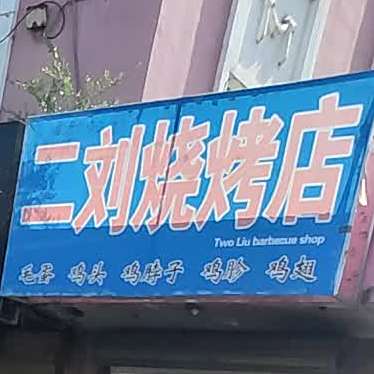 二刘烧烤店
Two Liu barbecue shop
毛蛋 鸡头 鸡脖子 鸡胗 鸡翅